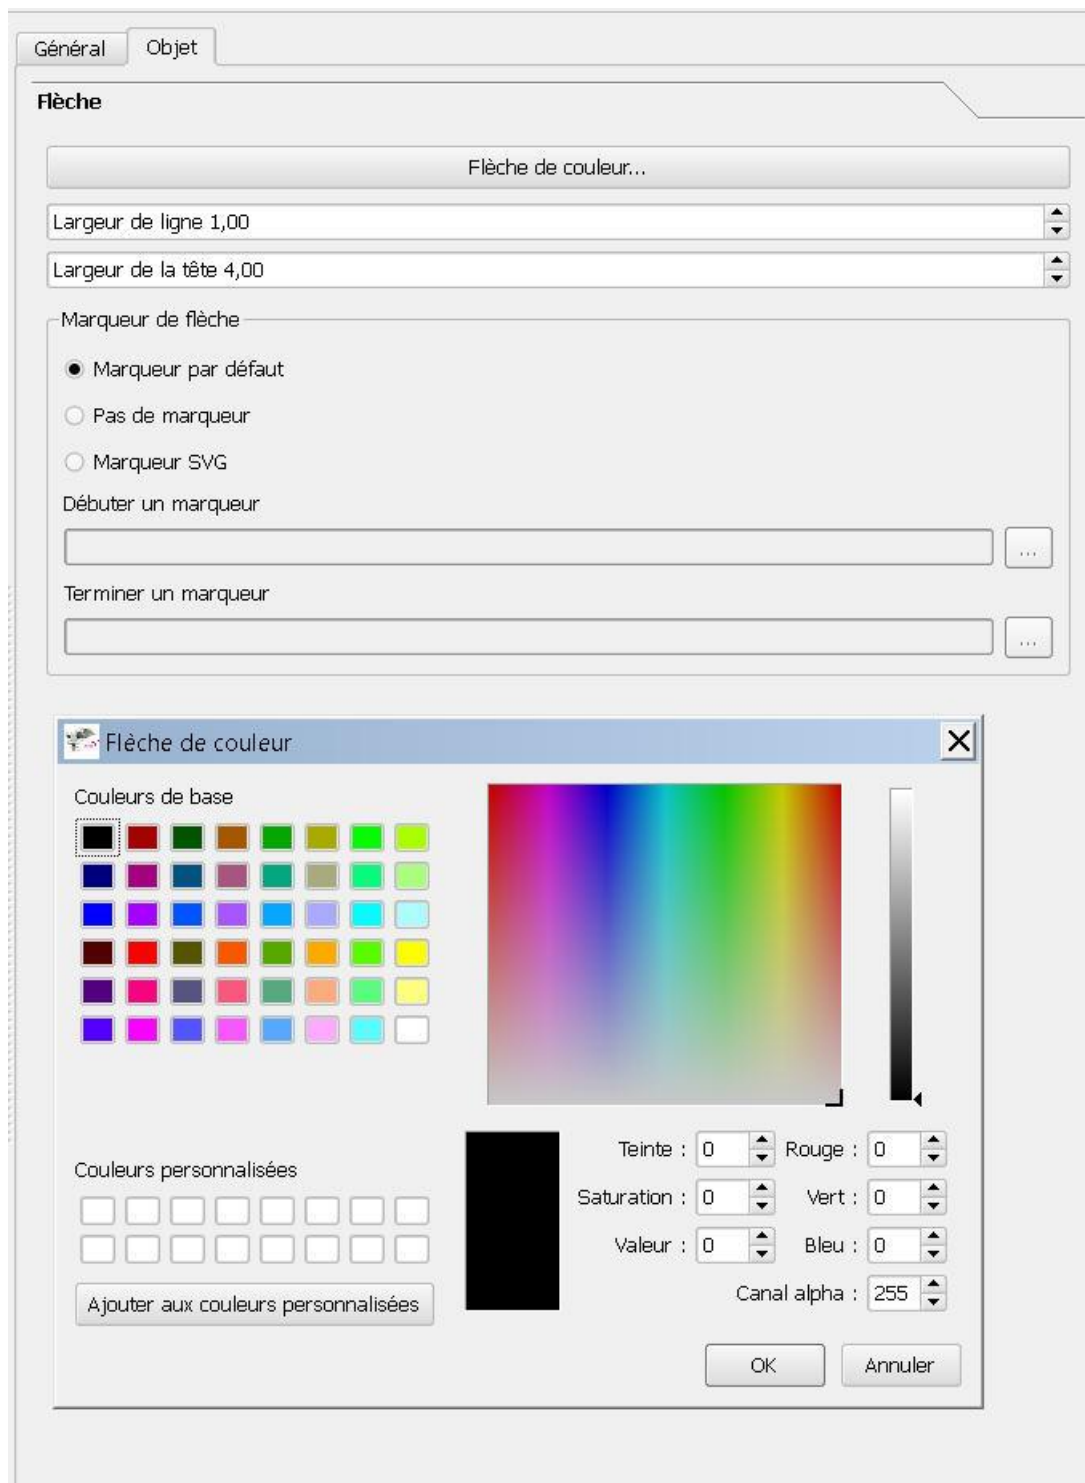 Général Objet
Flèche
Flèche de couleur...
Largeur de ligne 1,00
Largeur de la tête 4,00
Marqueur de flèche
Marqueur par défaut
Pas de marqueur
Marqueur SVG
Débuter un marqueur
...
Terminer un marqueur
...
Flèche de couleur
Couleurs de base
Couleurs personnalisées
Ajouter aux couleurs personnalisées
Teinte : 0 Rouge : 0
Saturation : 0 Vert : 0
Valeur : 0 Bleu : 0
Canal alpha : 255
OK Annuler